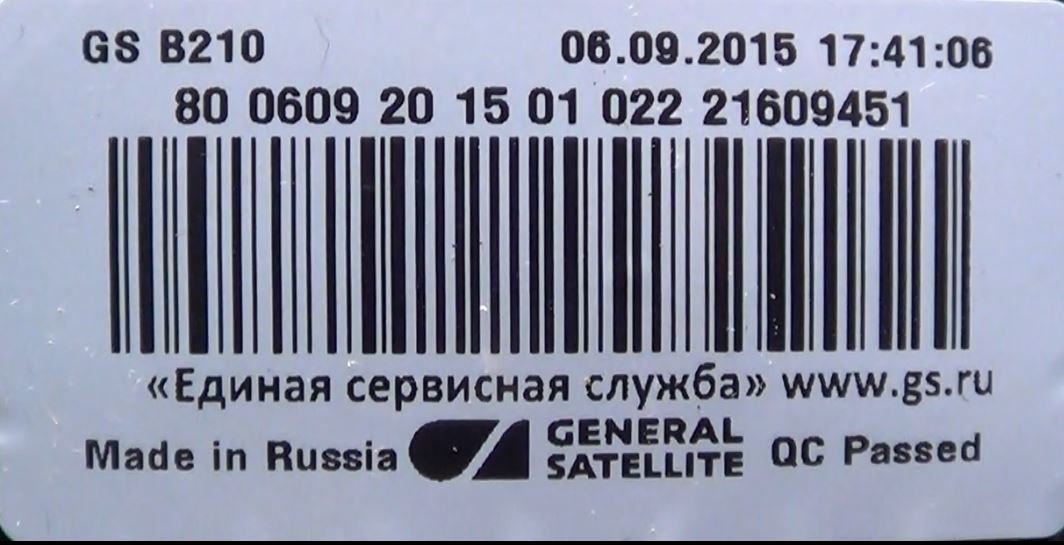 GS B210 06.09.2015 17:41:06
80 0609 20 15 01 022 21609451
«Единая сервисная служба» www.gs.ru
Made in Russia GENERAL SATELLITE QC Passed